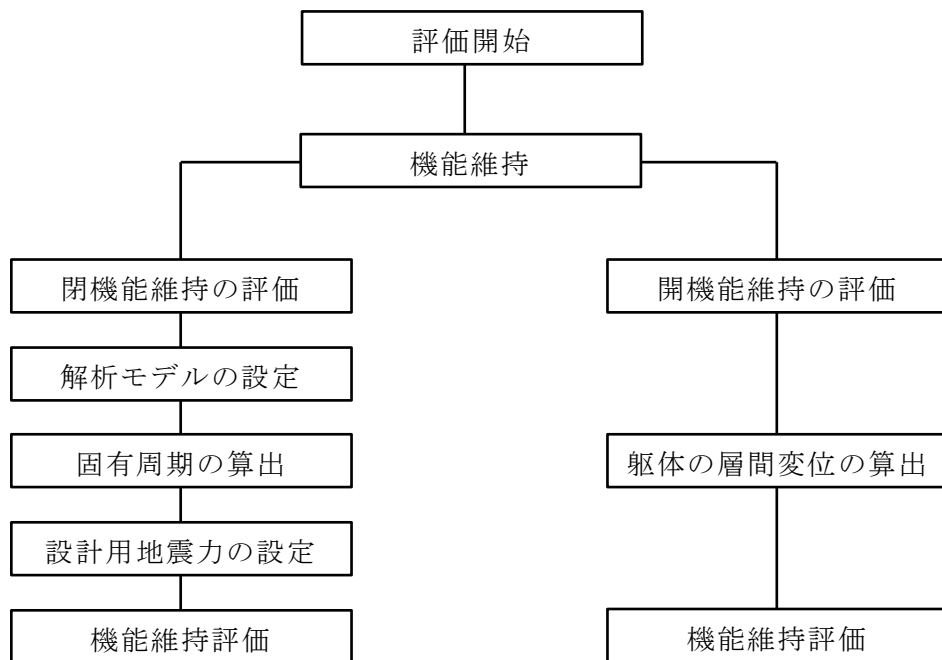 評価開始
機能維持
閉機能維持の評価
解析モデルの設定
固有周期の算出
設計用地震力の設定
機能維持評価
開機能維持の評価
躯体の層間変位の算出
機能維持評価